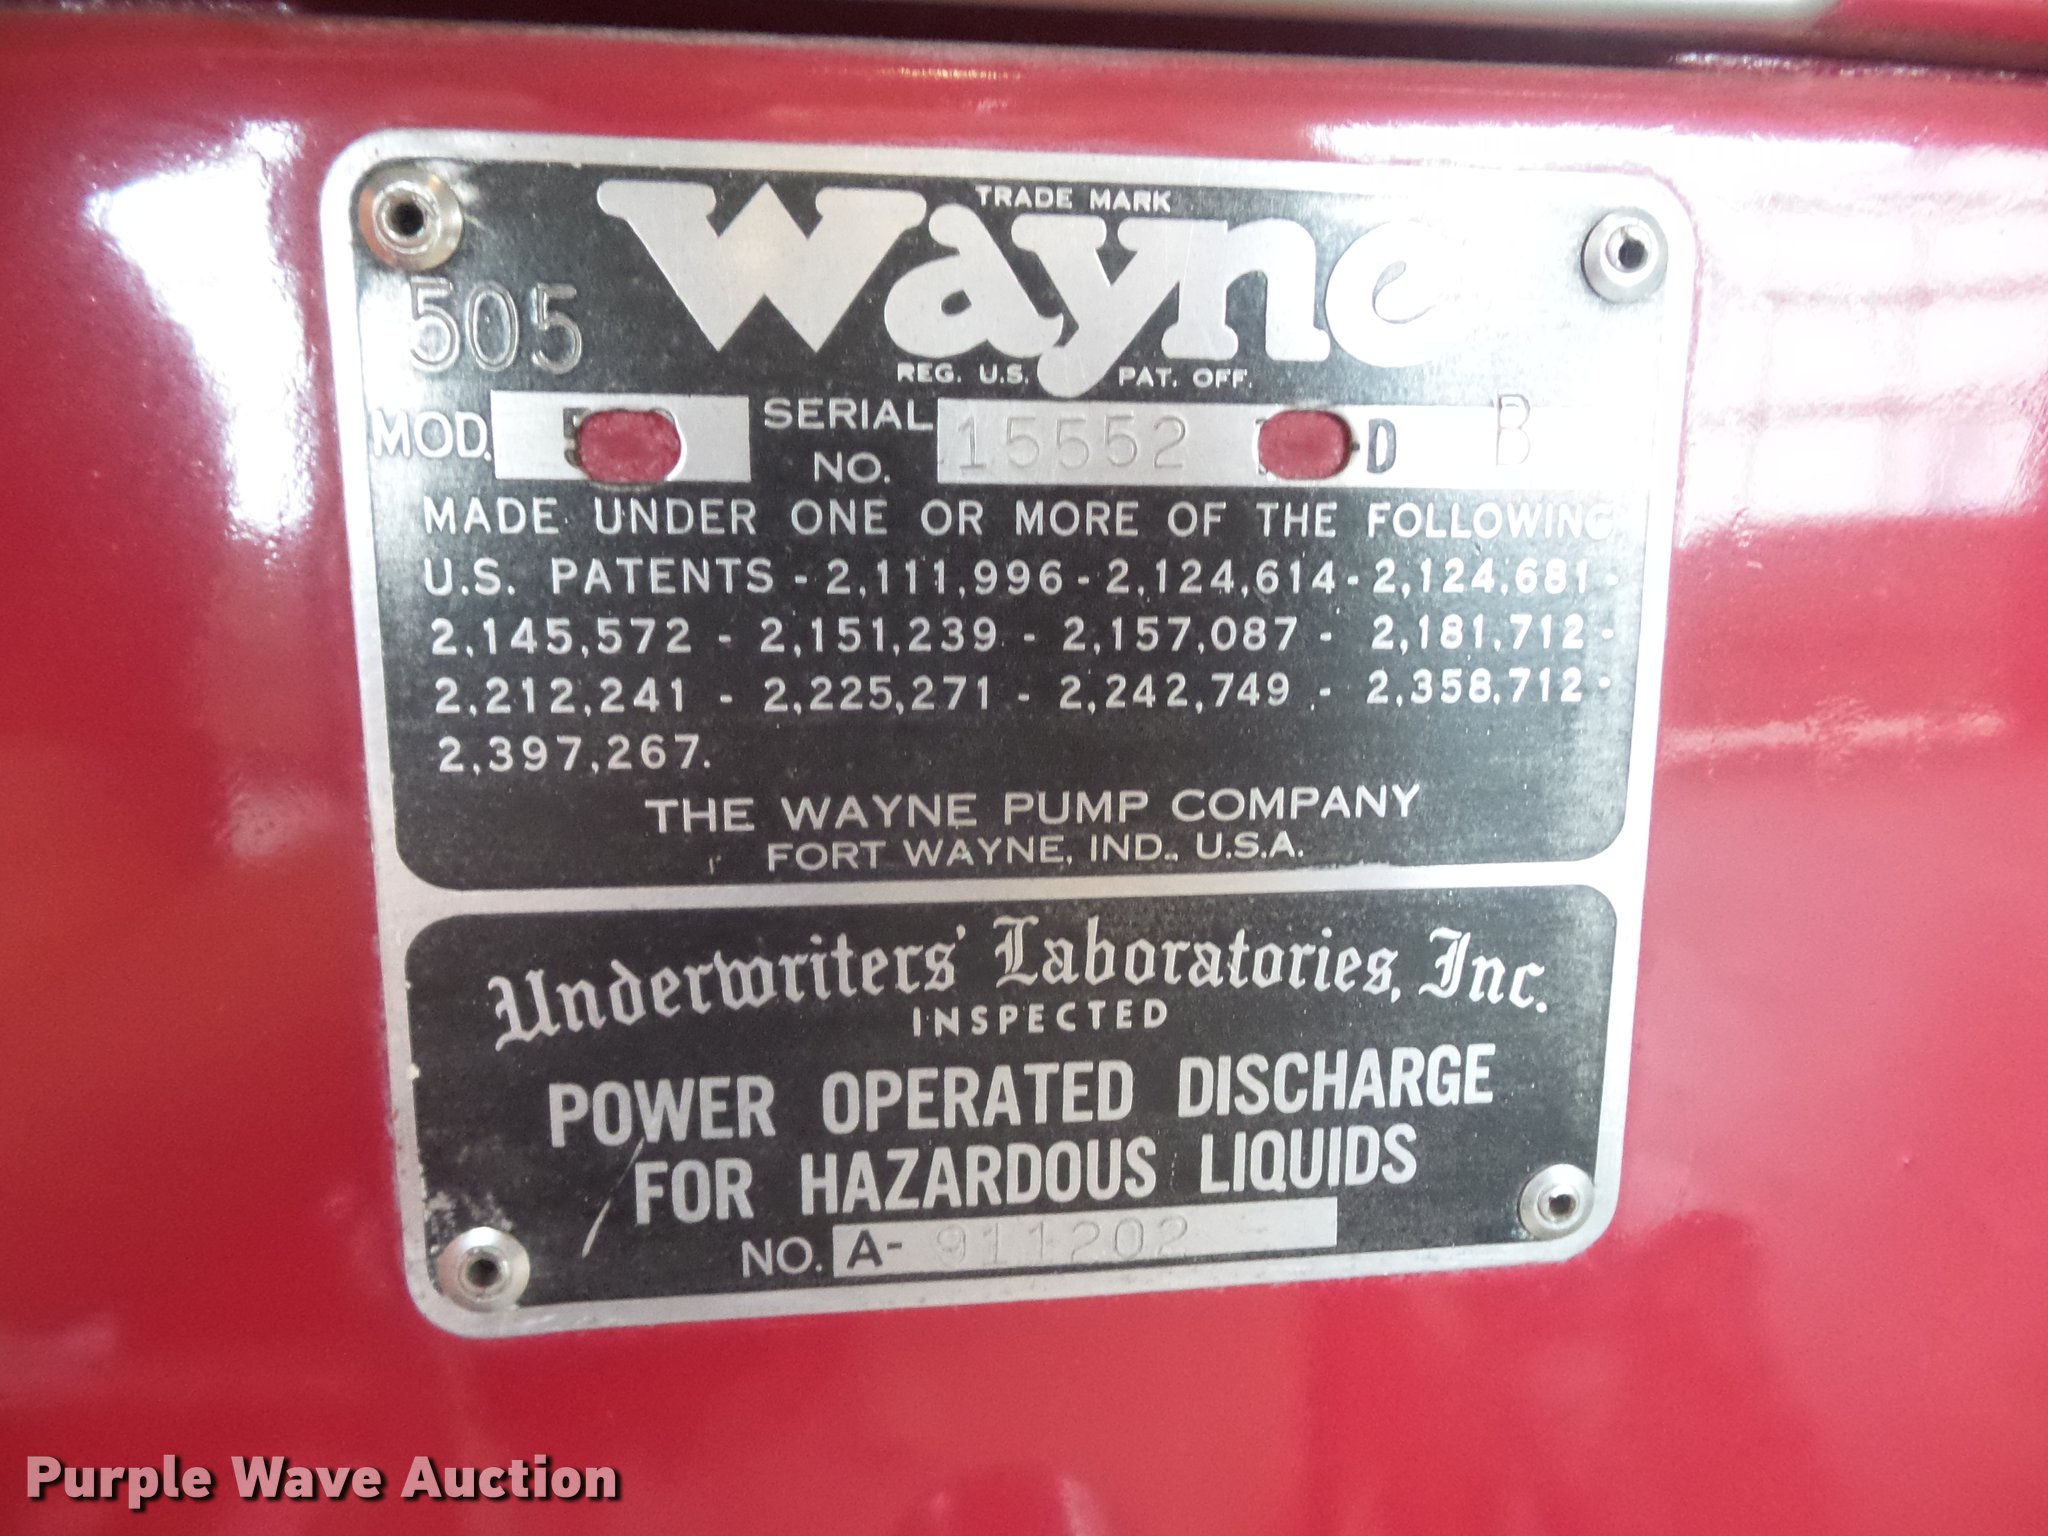 TRADE MARK
Wayne
505
REG. U.S. PAT. OFF.
MOD. SERIAL NO. 15552 D B
MADE UNDER ONE OR MORE OF THE FOLLOWING
U.S. PATENTS - 2,111,996 - 2,124,614 - 2,124,681 -
2,145,572 - 2,151,239 - 2,157,087 - 2,181,712 -
2,212,241 - 2,225,271 - 2,242,749 - 2,358,712 -
2,397,267.
THE WAYNE PUMP COMPANY
FORT WAYNE, IND., U.S.A.
Underwriters' Laboratories, Inc.
INSPECTED
POWER OPERATED DISCHARGE
FOR HAZARDOUS LIQUIDS
NO. A- 911202
Purple Wave Auction